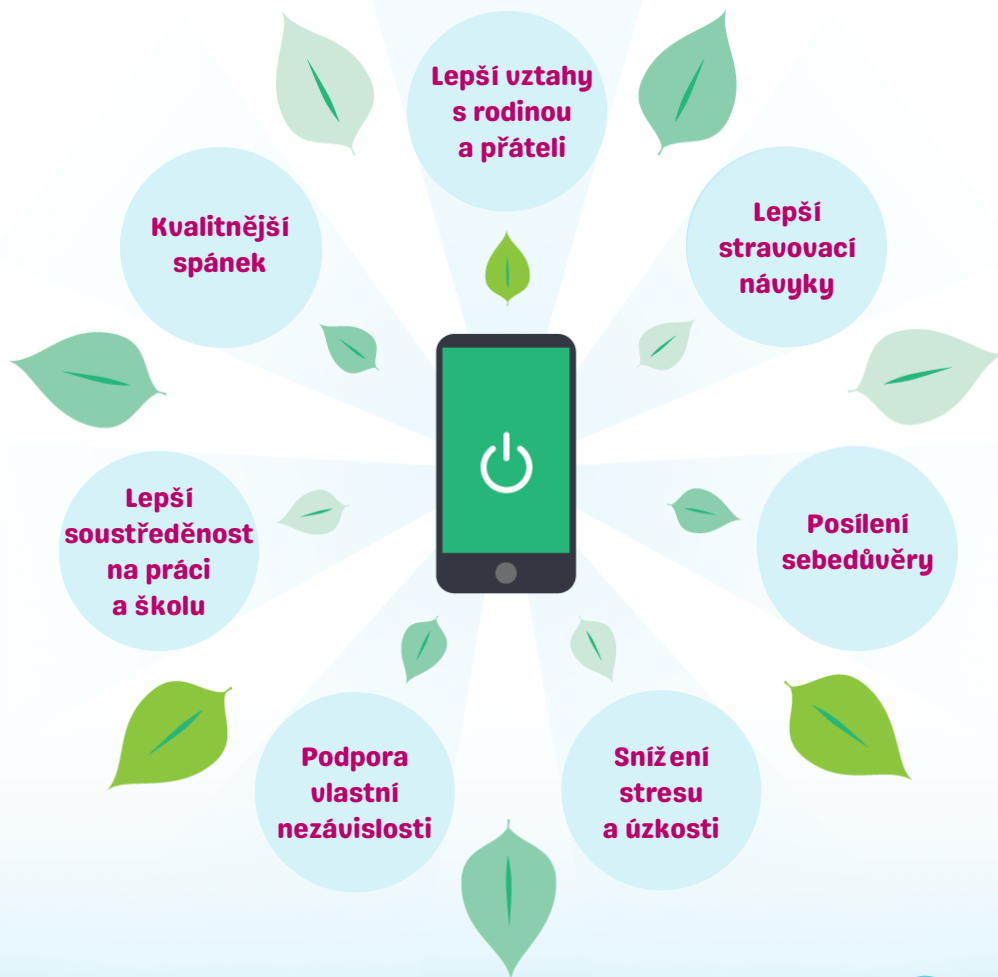 Lepší vztahy
s rodinou
a přáteli
Kvalitnější
spánek
Lepší
stravovací
návyky
Lepší
soustředěnost
na práci
a školu
Posílení
sebedůvěry
Podpora
vlastní
nezávislosti
Snížení
stresu
a úzkosti